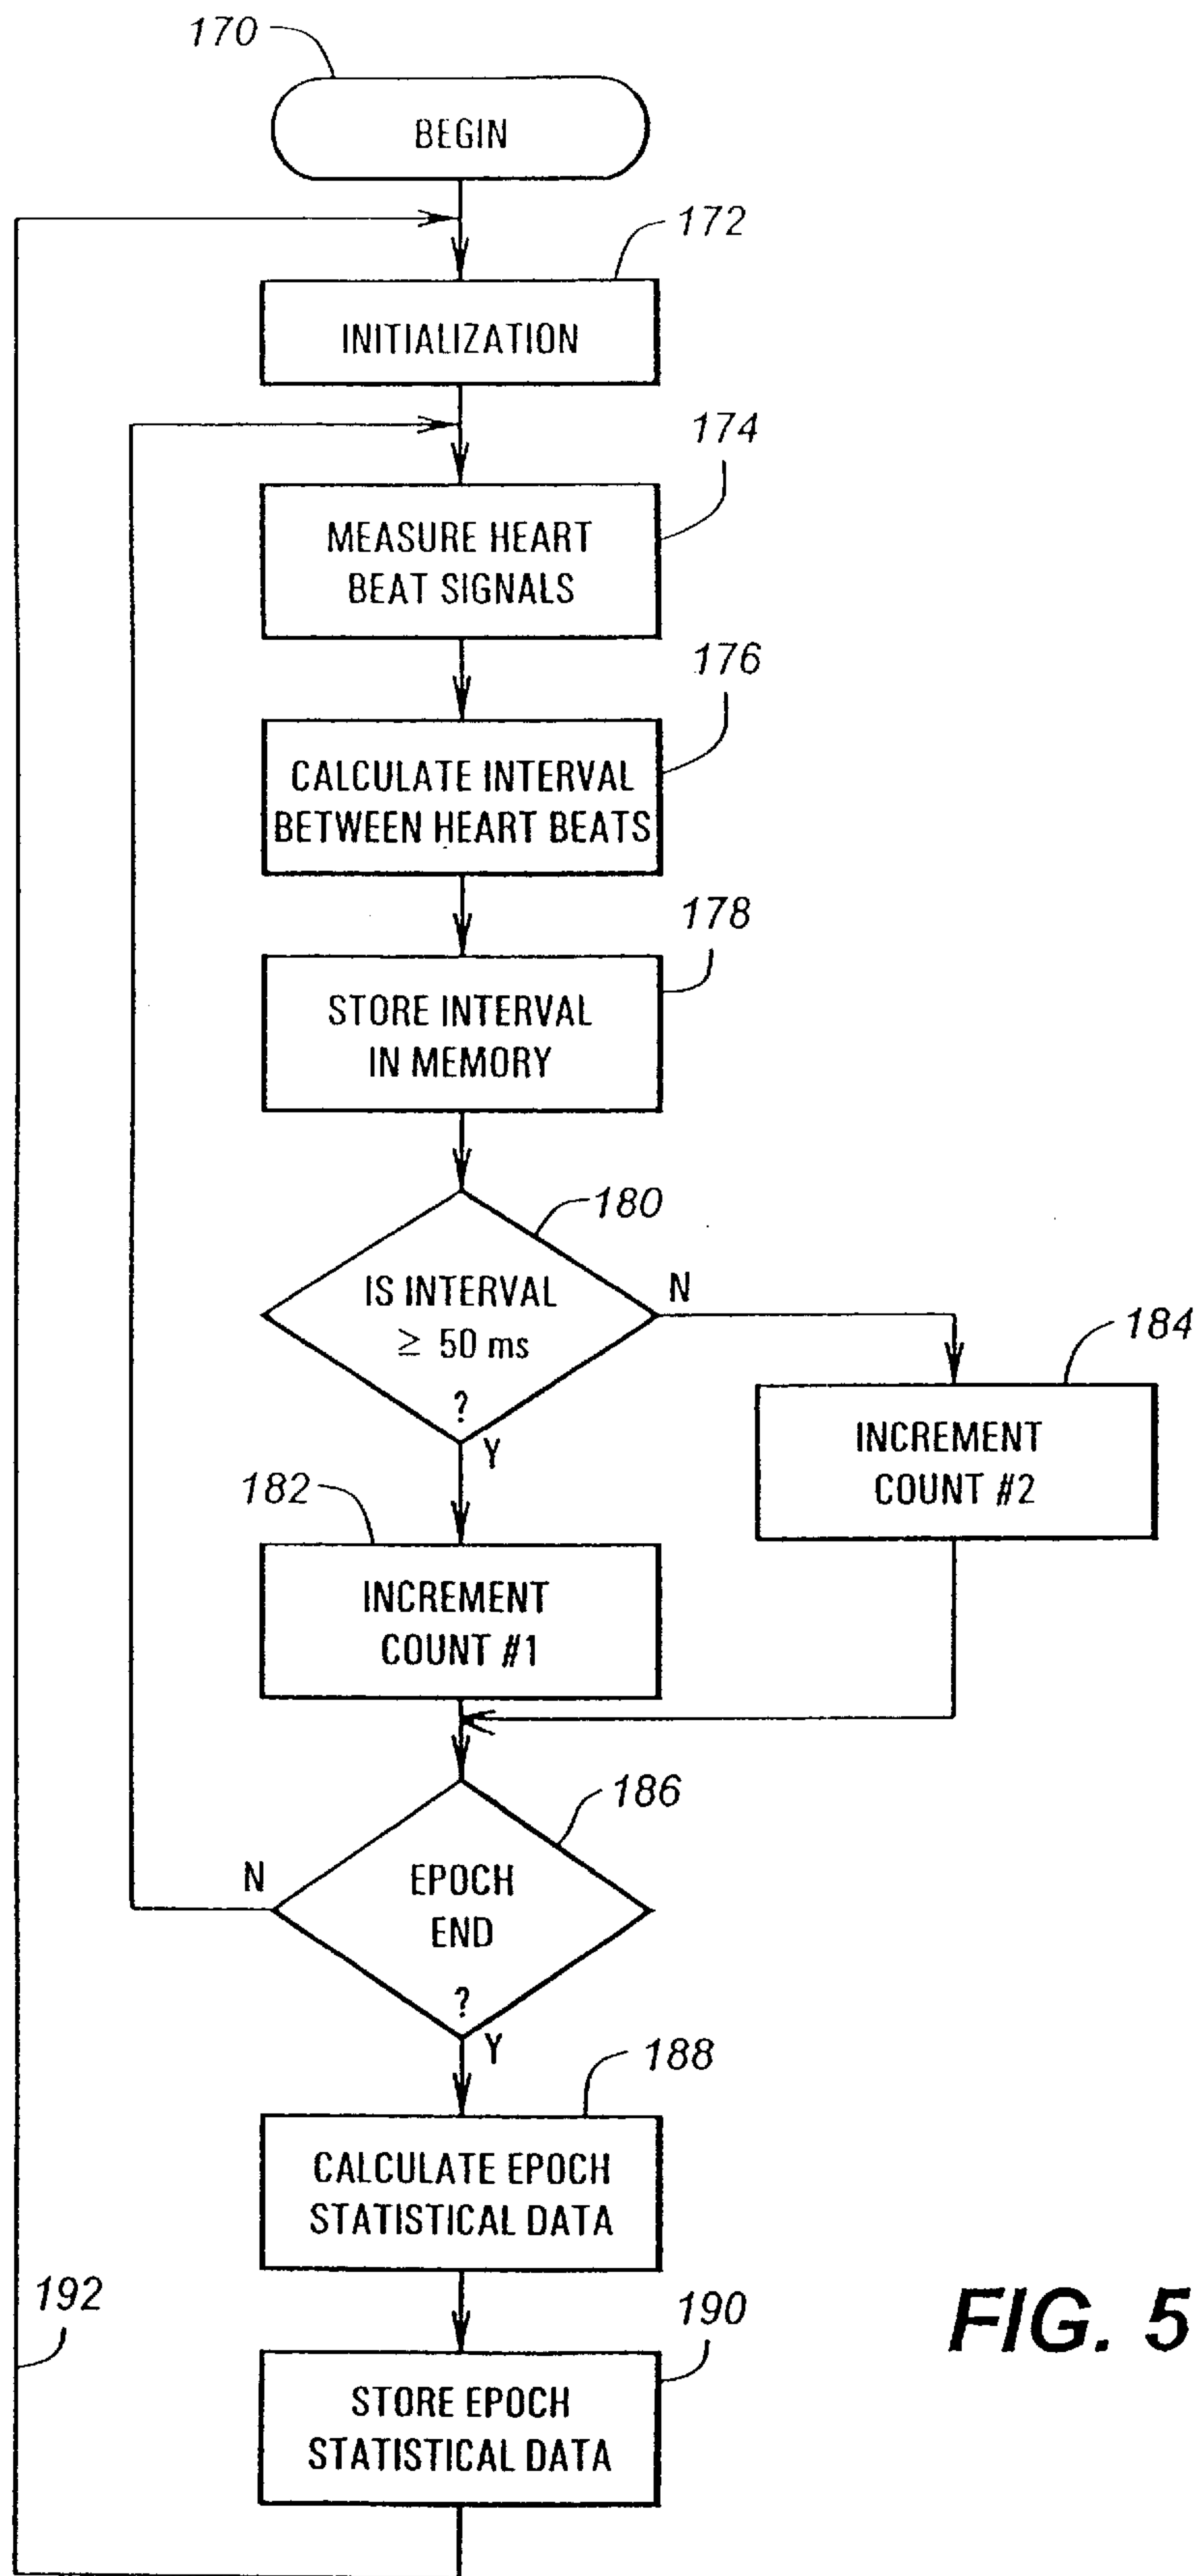 170
BEGIN
172
INITIALIZATION
174
MEASURE HEART
BEAT SIGNALS
176
CALCULATE INTERVAL
BETWEEN HEART BEATS
178
STORE INTERVAL
IN MEMORY
180
IS INTERVAL
≥ 50 ms
?
N
Y
184
INCREMENT
COUNT #2
182
INCREMENT
COUNT #1
186
EPOCH
END
?
N
Y
188
CALCULATE EPOCH
STATISTICAL DATA
192
190
STORE EPOCH
STATISTICAL DATA
FIG. 5